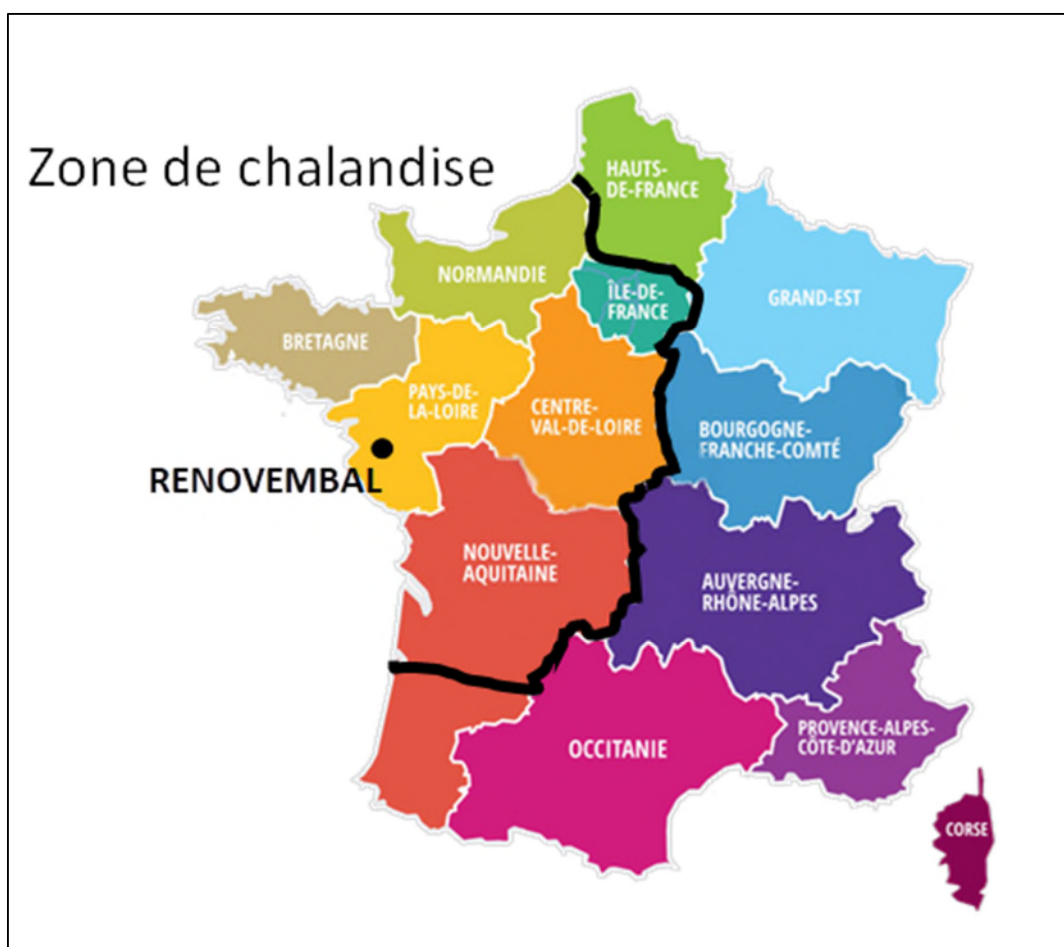 Zone de chalandise
HAUTS-
DE-FRANCE
NORMANDIE
ÎLE-DE-
FRANCE
GRAND-EST
BRETAGNE
PAYS-DE-
LA-LOIRE
CENTRE-
VAL-DE-LOIRE
BOURGOGNE-
FRANCHE-COMTÉ
RENOVEMBAL
NOUVELLE-
AQUITAINE
AUVERGNE-
RHÔNE-ALPES
PROVENCE-ALPES-
CÔTE-D'AZUR
OCCITANIE
CORSE